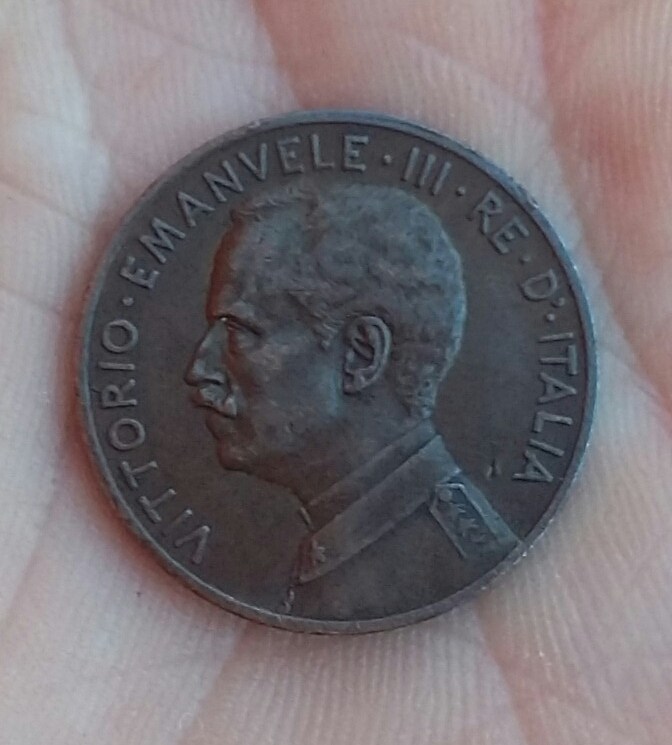 VITTORIO · EMANVELE · III · RE · D'· ITALIA